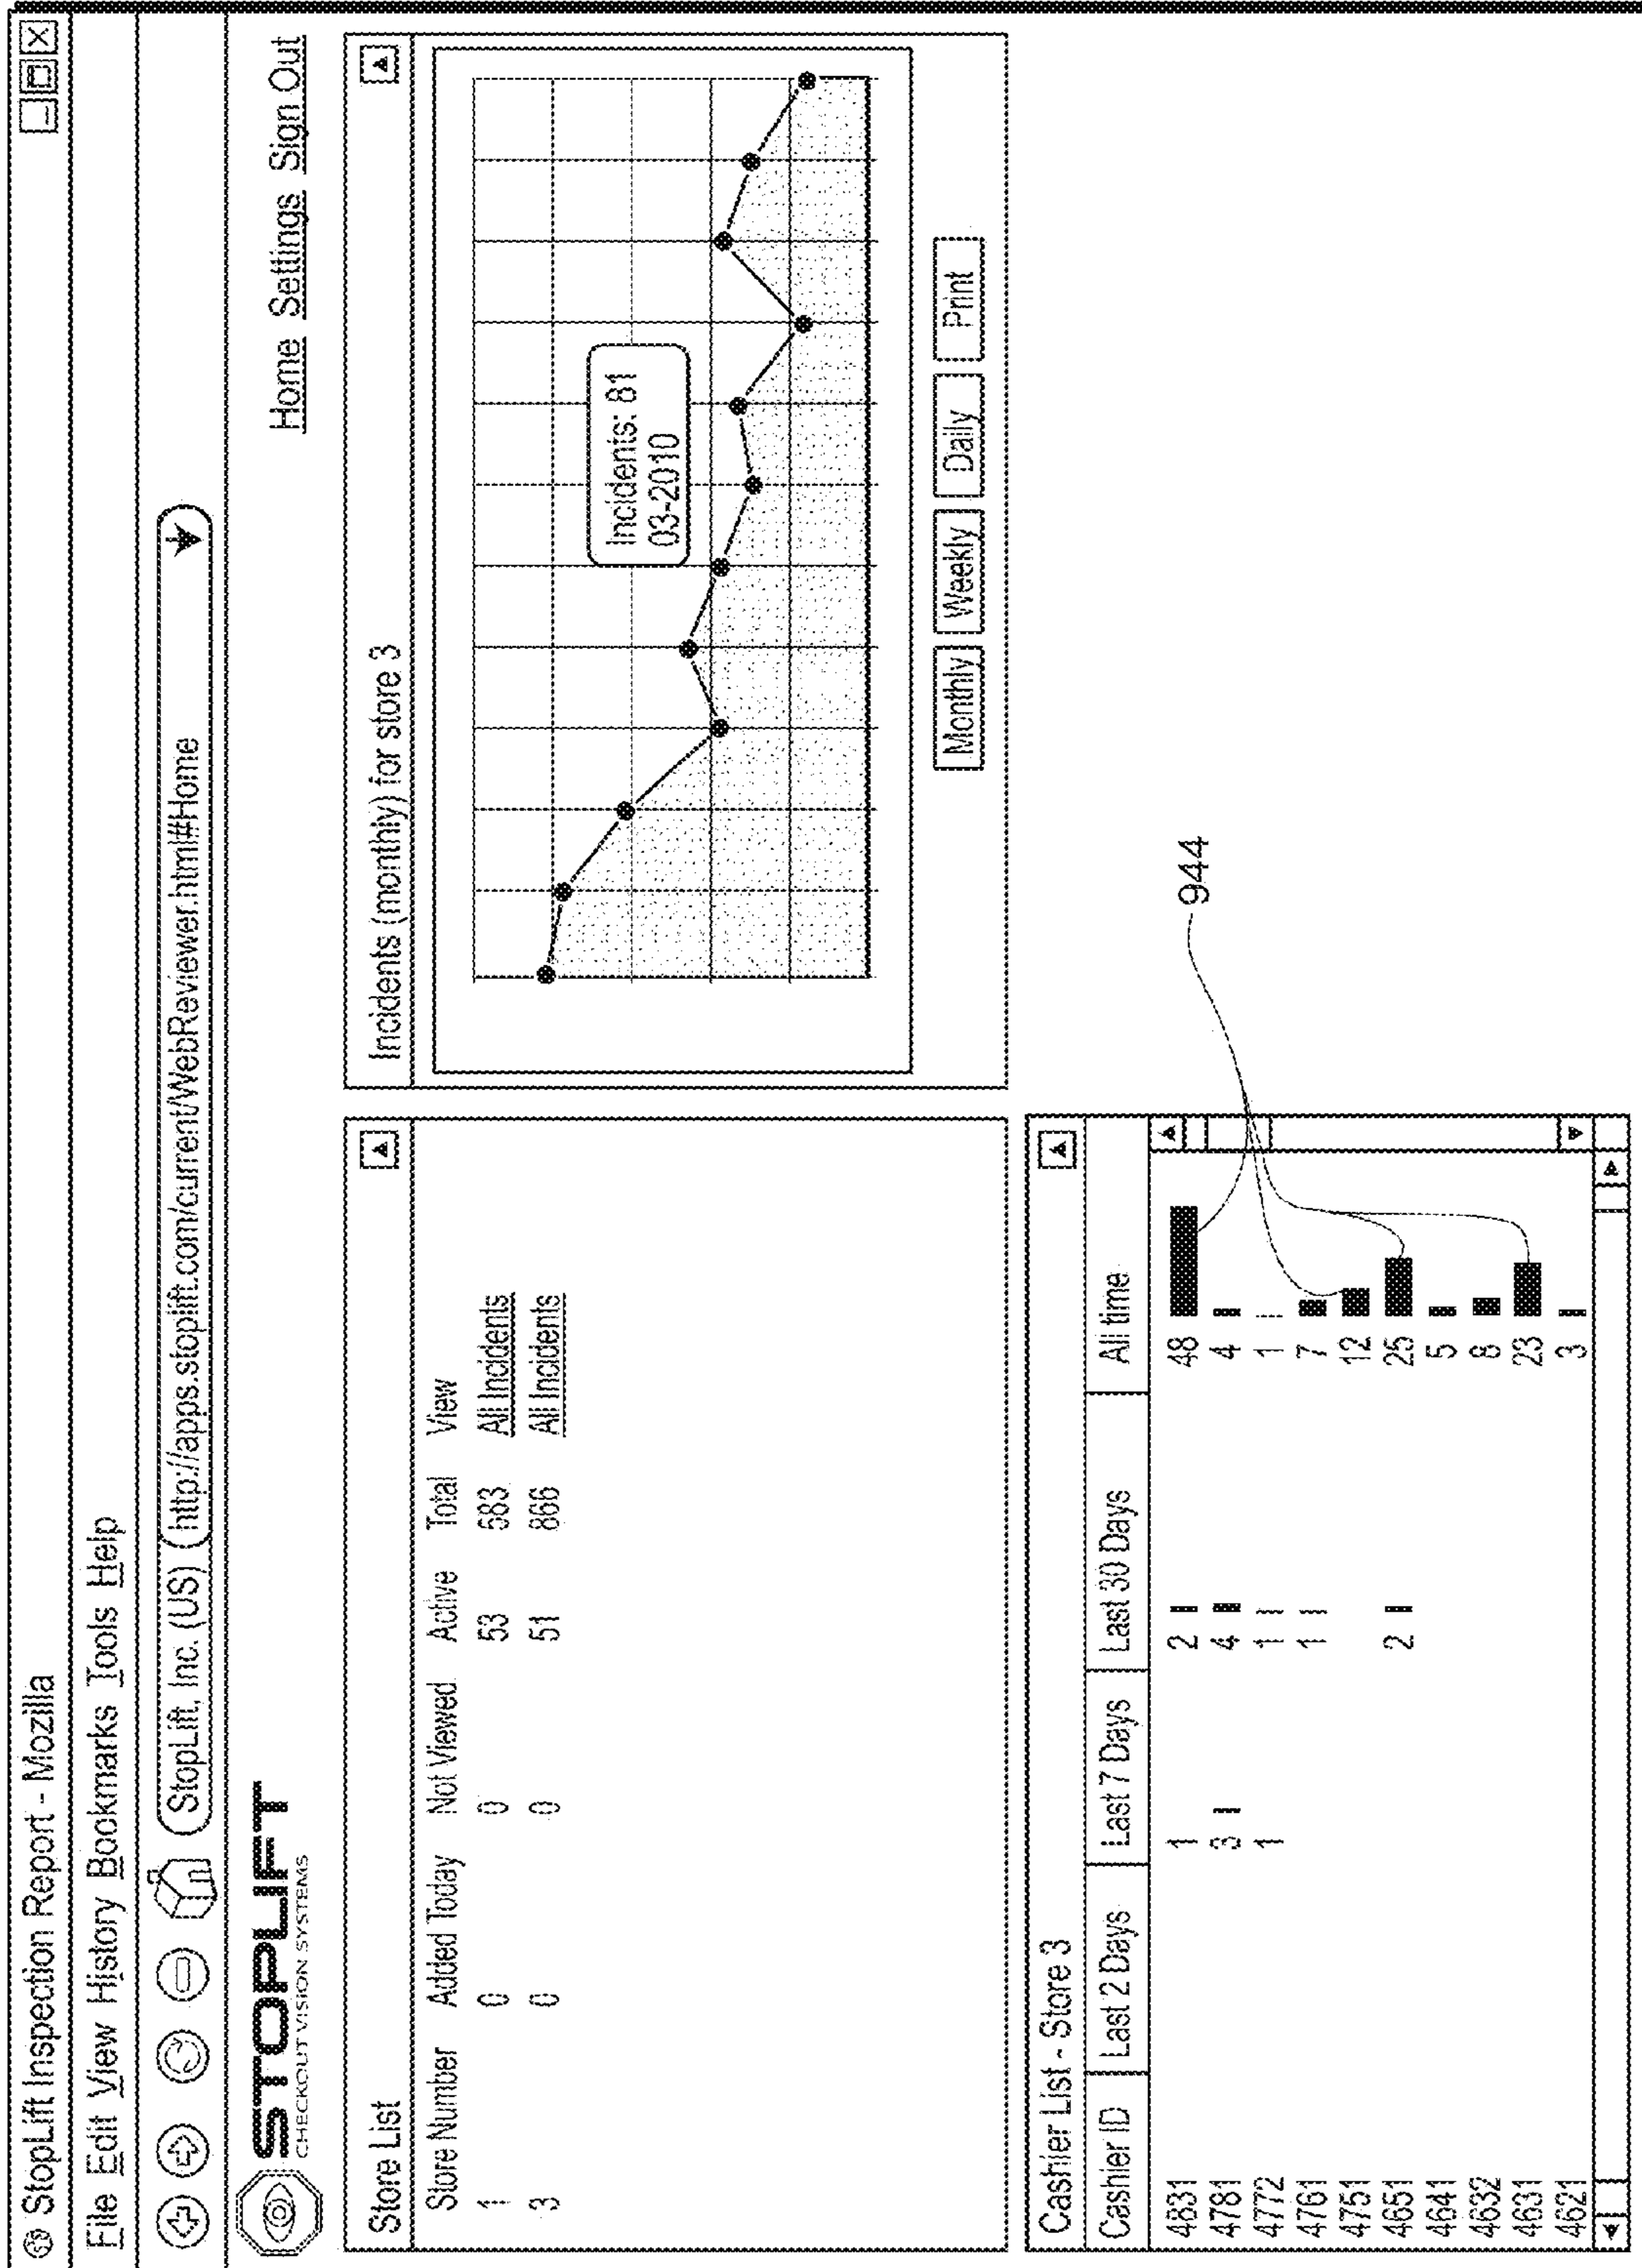 StopLift Inspection Report - Mozilla
File Edit View History Bookmarks Tools Help
StopLift, Inc. (US) http://apps.stoplift.com/current/WebReviewer.html#Home
STOPLIFT
CHECKOUT VISION SYSTEMS
Home Settings Sign Out
Store List
Store Number Added Today Not Viewed Active Total View
1 0 0 53 583 All Incidents
3 0 0 51 866 All Incidents
Incidents (monthly) for store 3
Incidents: 81
03-2010
Monthly Weekly Daily Print
Cashier List - Store 3
Cashier ID Last 2 Days Last 7 Days Last 30 Days All time
4831 1 2 48
4781 3 4 4
4772 1 1 1
4761 1 7
4751 12
4651 2 25
4641 5
4632 8
4631 23
4621 3
944